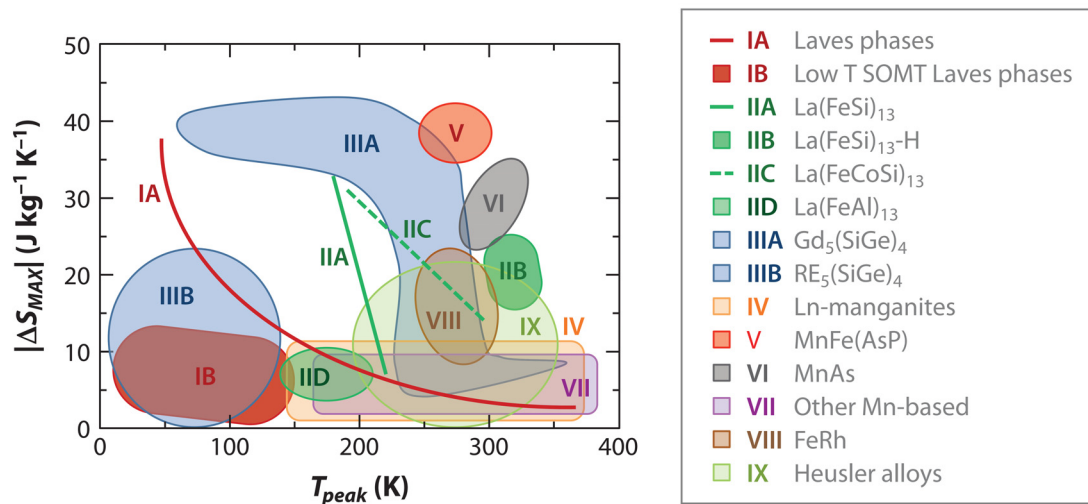 50
40
30
20
10
0
0
100
200
300
400
|ΔS_MAX| (J kg⁻¹ K⁻¹)
T_peak (K)
IA
IIIA
V
VI
IIA
IIC
IIB
IIIB
VIII
IX
IV
IB
IID
VII
IA Laves phases
IB Low T SOMT Laves phases
IIA La(FeSi)₁₃
IIB La(FeSi)₁₃-H
IIC La(FeCoSi)₁₃
IID La(FeAl)₁₃
IIIA Gd₅(SiGe)₄
IIIB RE₅(SiGe)₄
IV Ln-manganites
V MnFe(AsP)
VI MnAs
VII Other Mn-based
VIII FeRh
IX Heusler alloys